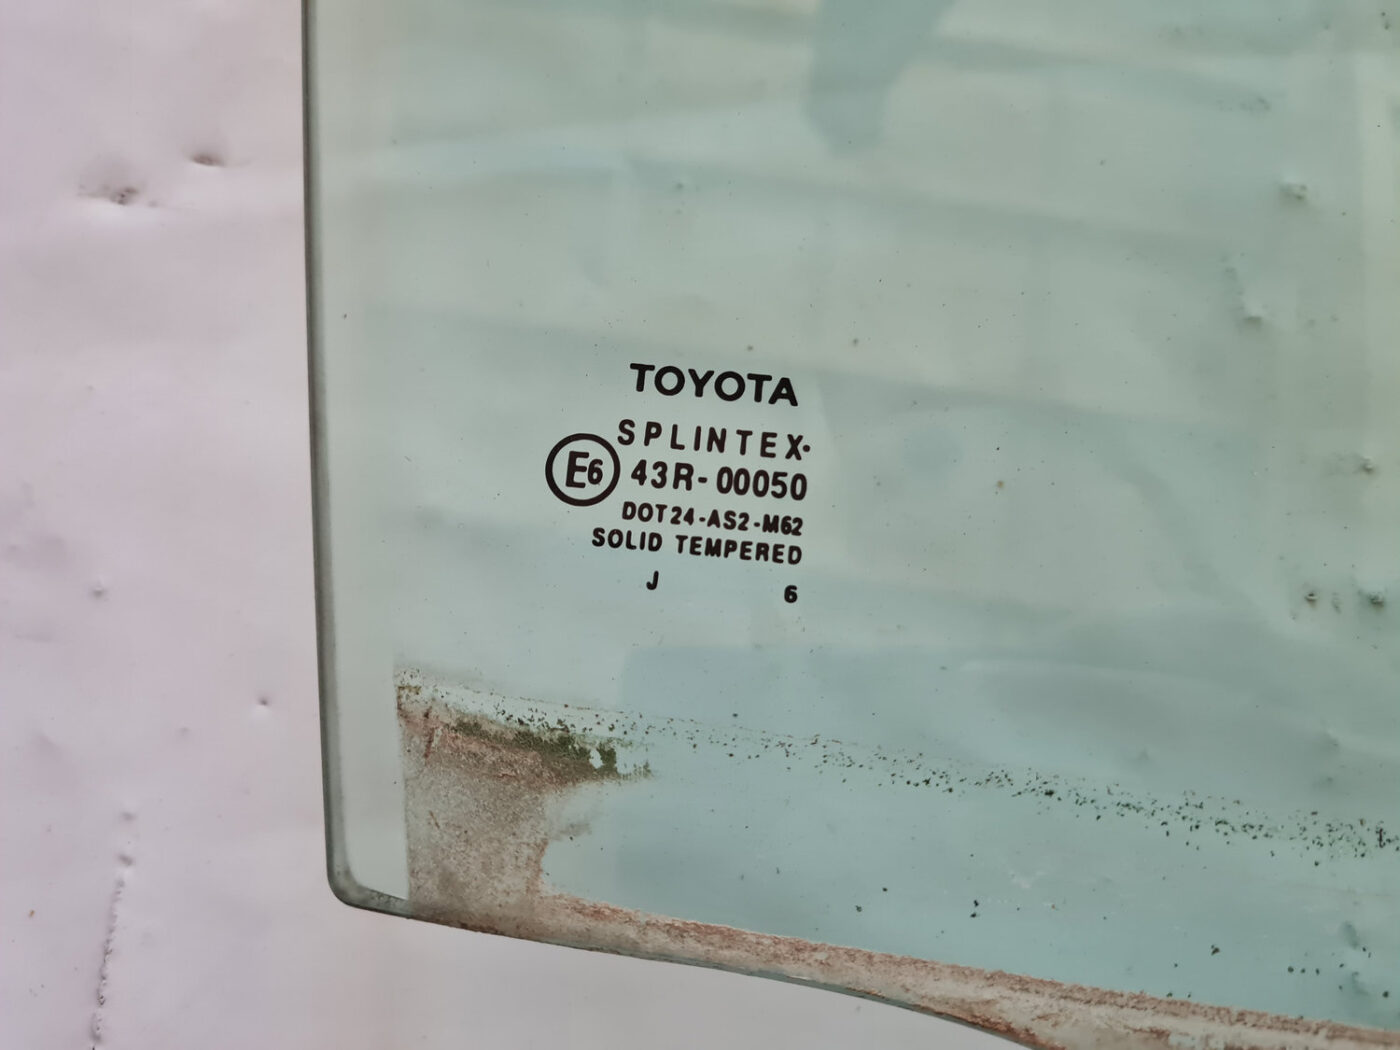 TOYOTA
SPLINTEX
E6 43R-00050
DOT24-AS2-M62
SOLID TEMPERED
J 6